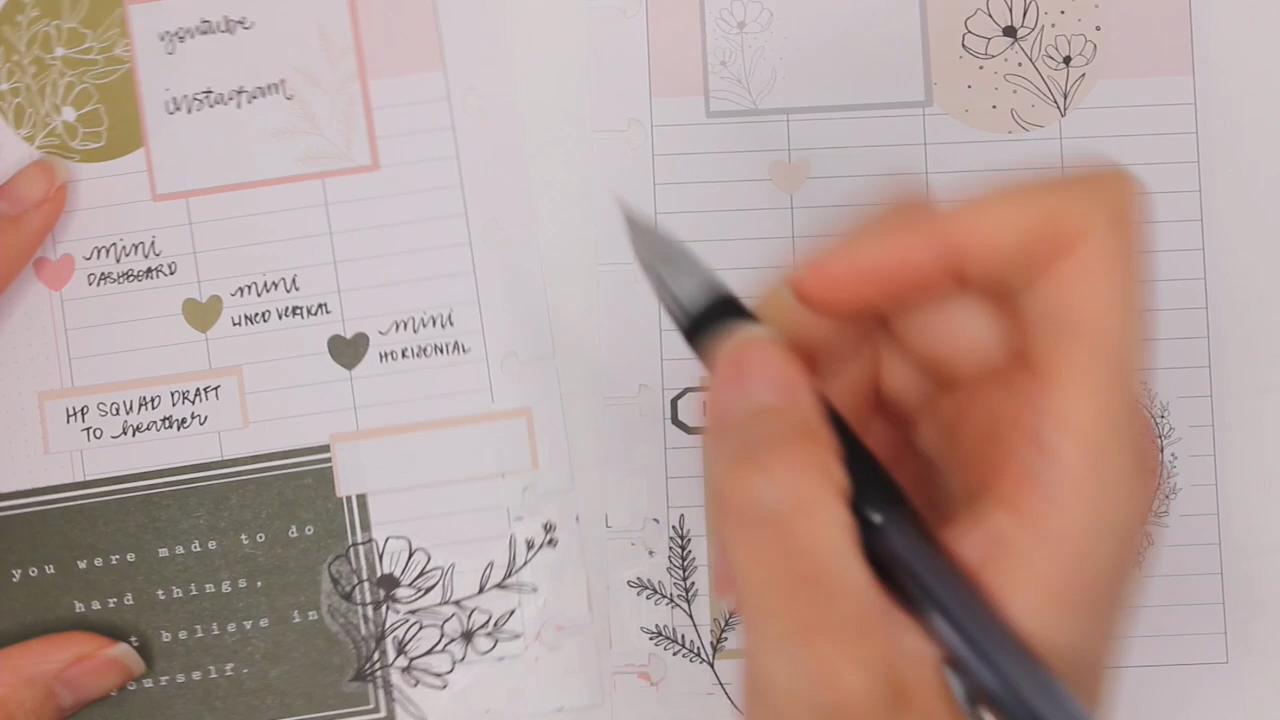 youtube
instagram
mini
DASHBOARD
mini
LINED VERTICAL
mini
HORIZONTAL
HP SQUAD DRAFT
TO heather
you were made to do
hard things,
t believe in
yourself.